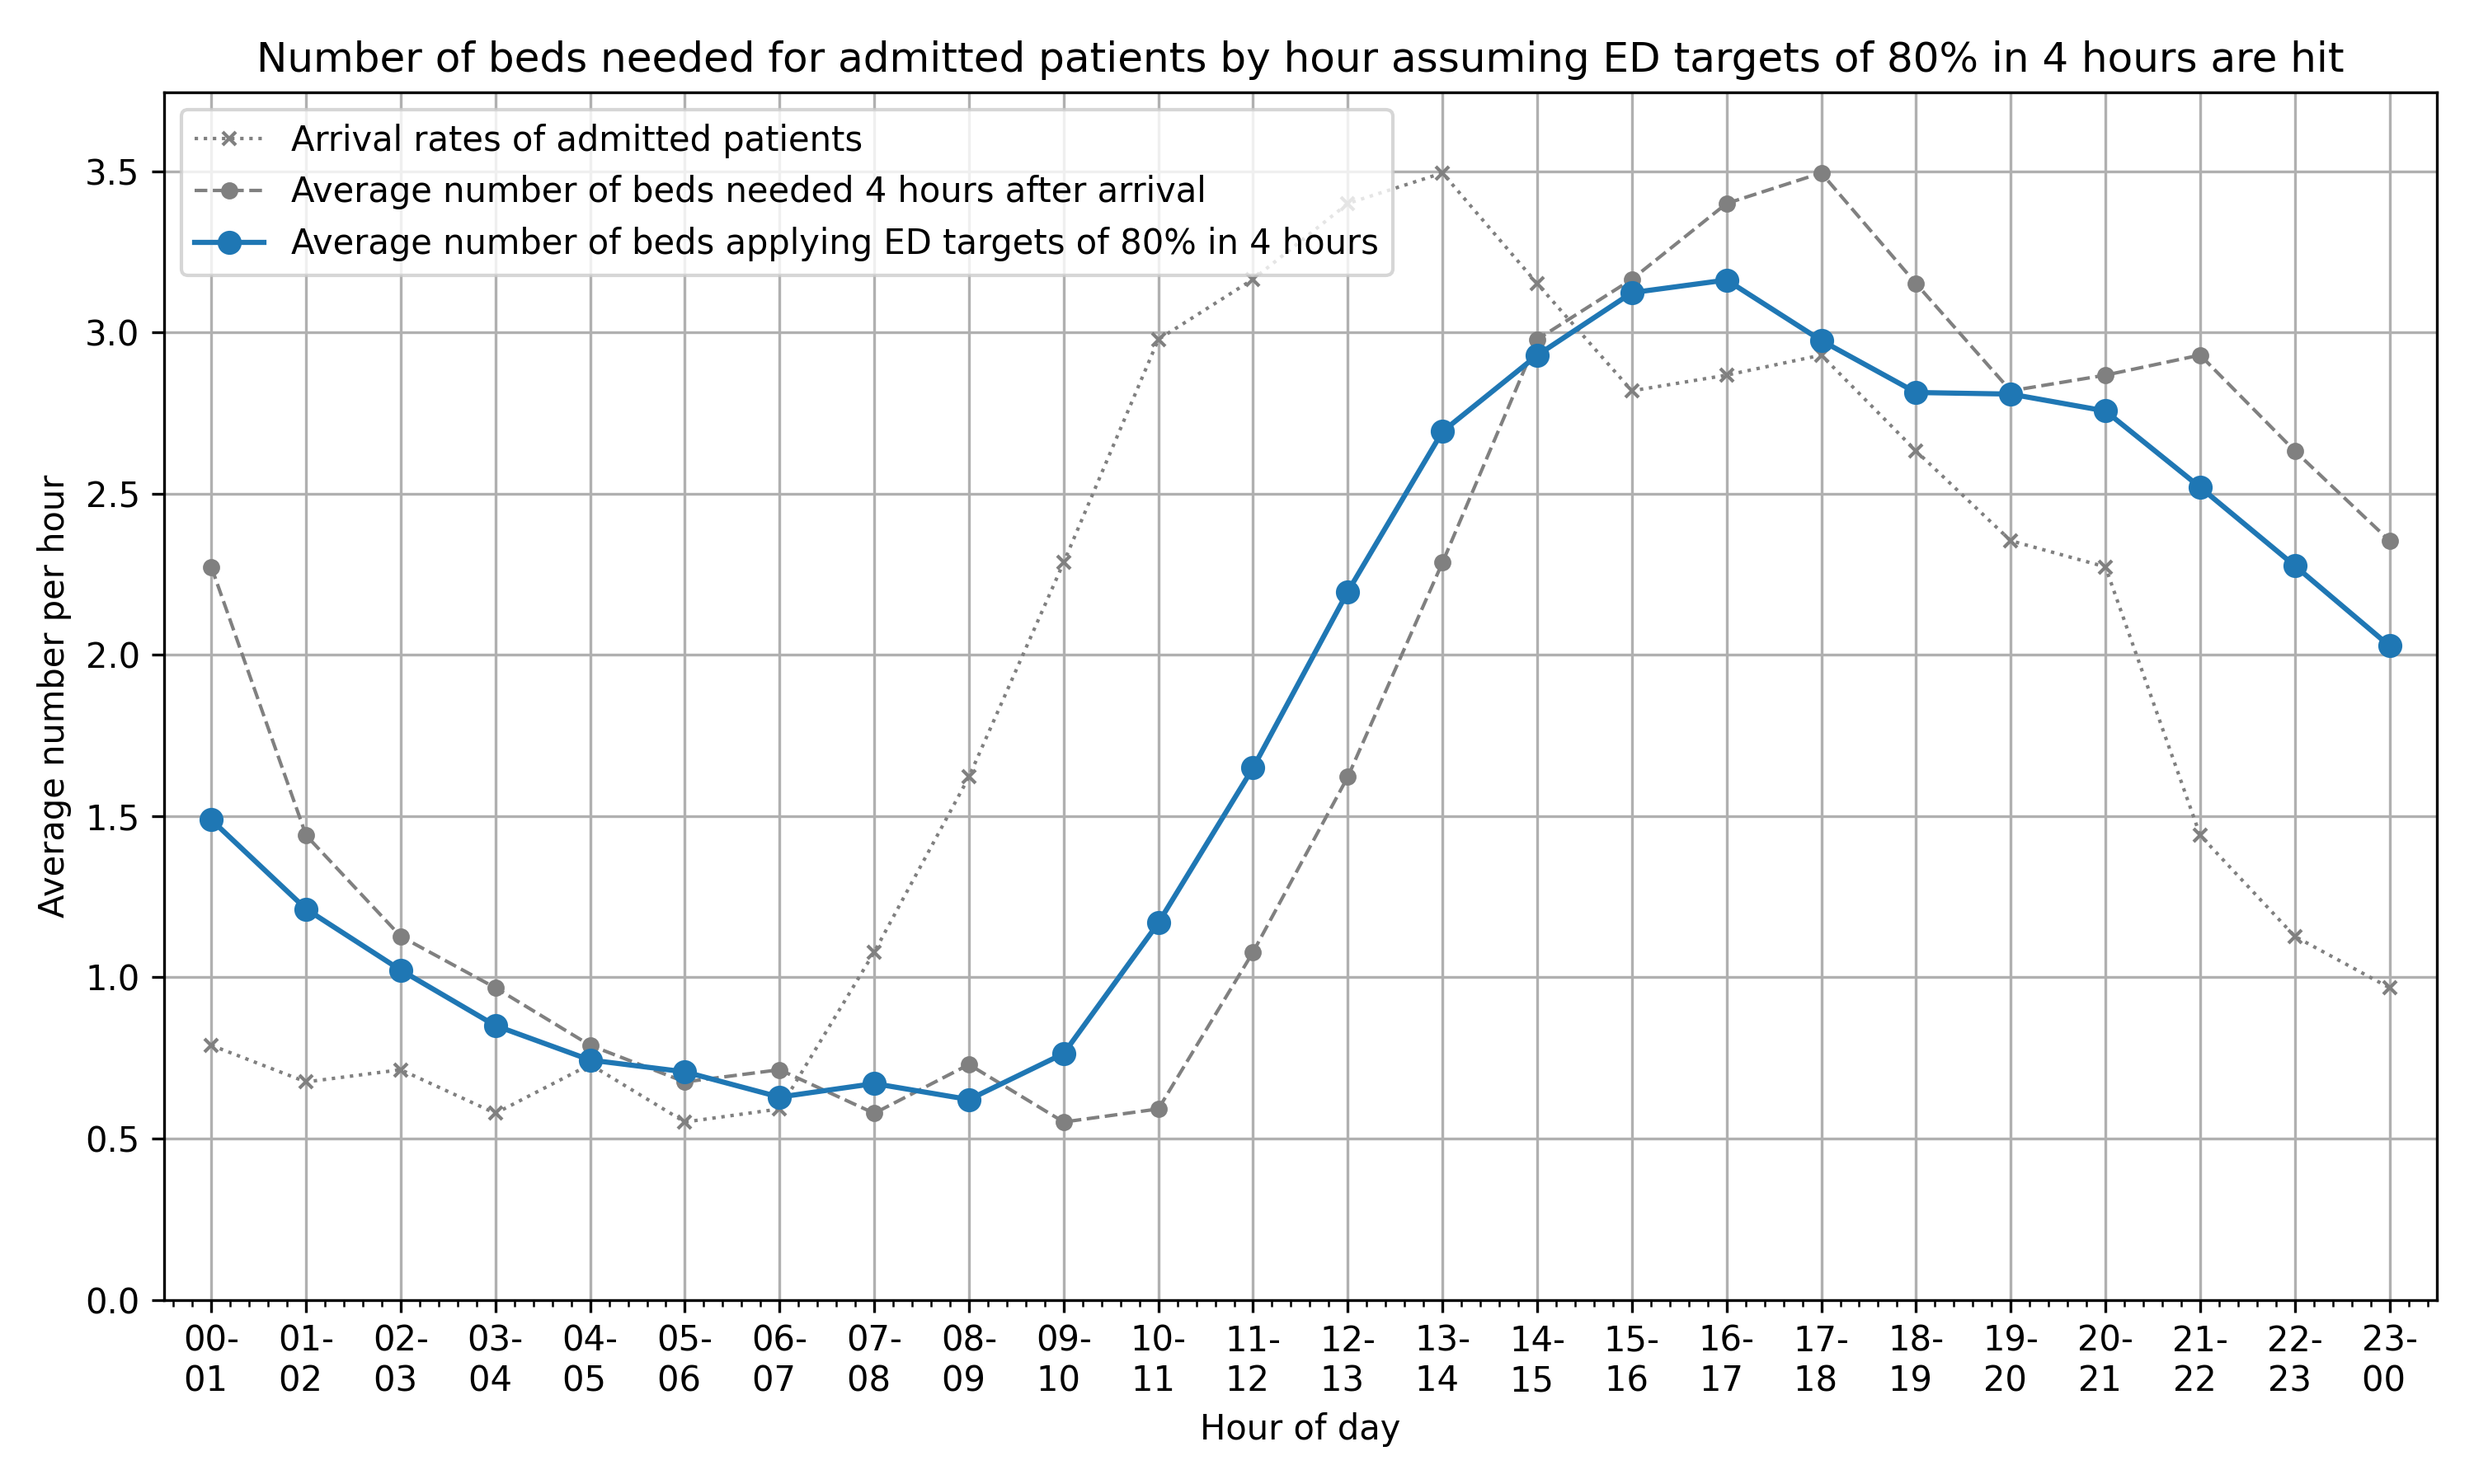 Number of beds needed for admitted patients by hour assuming ED targets of 80% in 4 hours are hit
Arrival rates of admitted patients
Average number of beds needed 4 hours after arrival
Average number of beds applying ED targets of 80% in 4 hours
Average number per hour
3.5
3.0
2.5
2.0
1.5
1.0
0.5
0.0
00- 01- 02- 03- 04- 05- 06- 07- 08- 09- 10- 11- 12- 13- 14- 15- 16- 17- 18- 19- 20- 21- 22- 23-
01 02 03 04 05 06 07 08 09 10 11 12 13 14 15 16 17 18 19 20 21 22 23 00
Hour of day